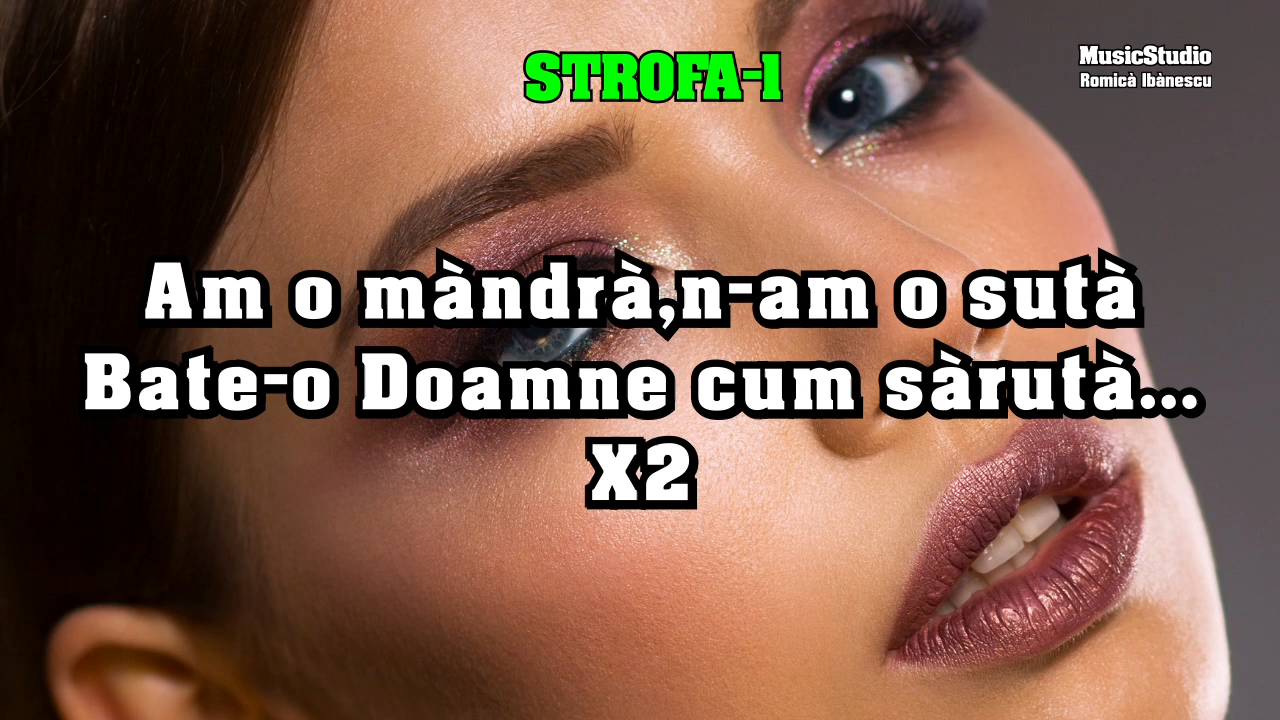 STROFA-1
MusicStudio
Romicà Ibànescu
Am o màndrà,n-am o sutà
Bate-o Doamne cum sàrutà...
X2